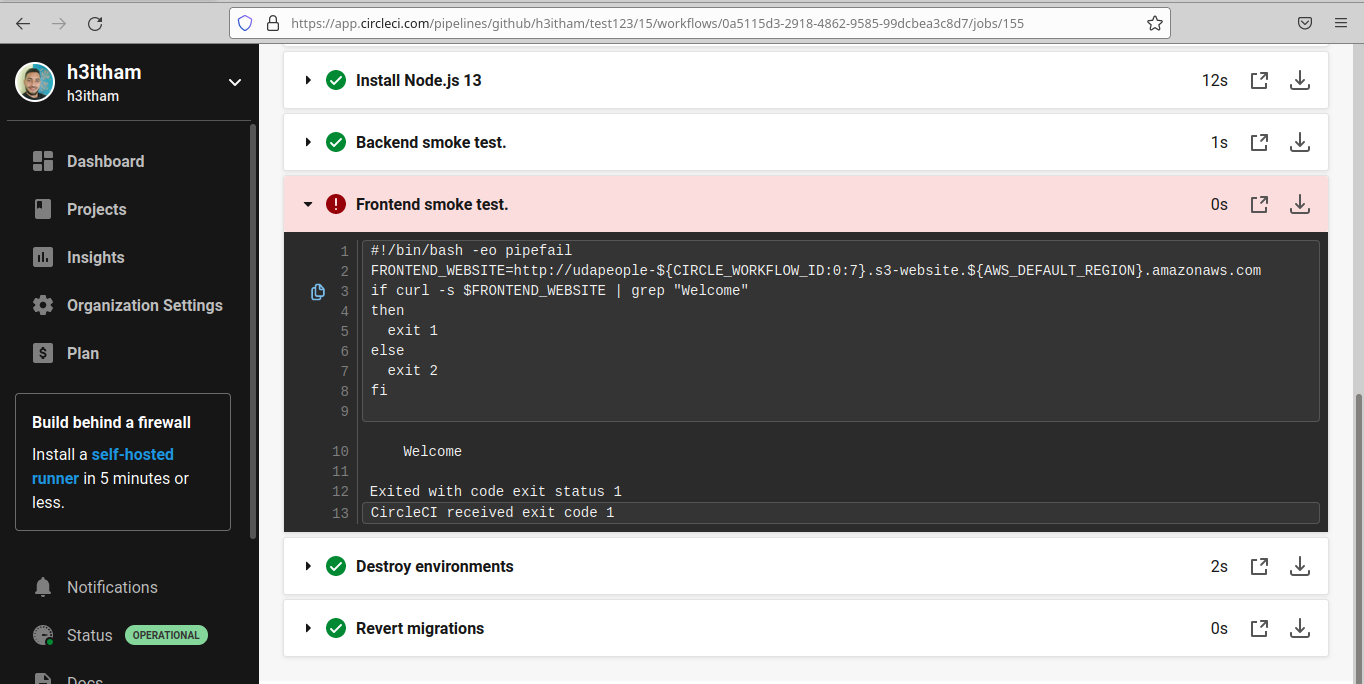 https://app.circleci.com/pipelines/github/h3itham/test123/15/workflows/0a5115d3-2918-4862-9585-99dcbea3c8d7/jobs/155
h3itham
h3itham
Dashboard
Projects
Insights
Organization Settings
$ Plan
Build behind a firewall
Install a self-hosted
runner in 5 minutes or
less.
Notifications
Status OPERATIONAL
Docs
Install Node.js 13 12s
Backend smoke test. 1s
! Frontend smoke test. 0s
1 #!/bin/bash -eo pipefail
2 FRONTEND_WEBSITE=http://udapeople-${CIRCLE_WORKFLOW_ID:0:7}.s3-website.${AWS_DEFAULT_REGION}.amazonaws.com
3 if curl -s $FRONTEND_WEBSITE | grep "Welcome"
4 then
5   exit 1
6 else
7   exit 2
8 fi
9
10     Welcome
11
12 Exited with code exit status 1
13 CircleCI received exit code 1
Destroy environments 2s
Revert migrations 0s